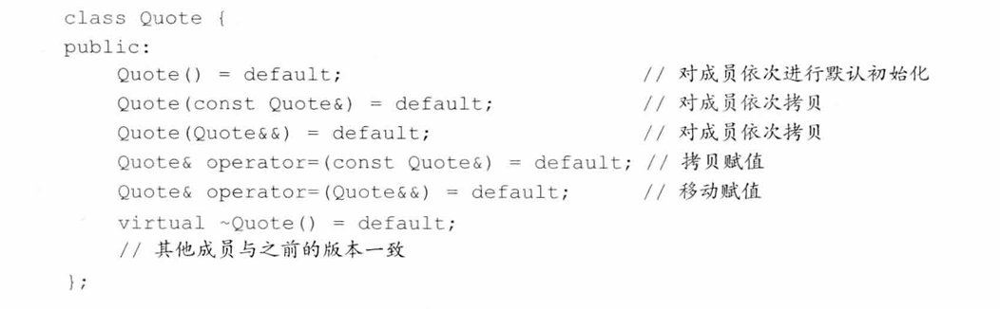 class Quote {
public:
    Quote() = default;                        // 对成员依次进行默认初始化
    Quote(const Quote&) = default;            // 对成员依次拷贝
    Quote(Quote&&) = default;                 // 对成员依次拷贝
    Quote& operator=(const Quote&) = default; // 拷贝赋值
    Quote& operator=(Quote&&) = default;      // 移动赋值
    virtual ~Quote() = default;
    // 其他成员与之前的版本一致
};